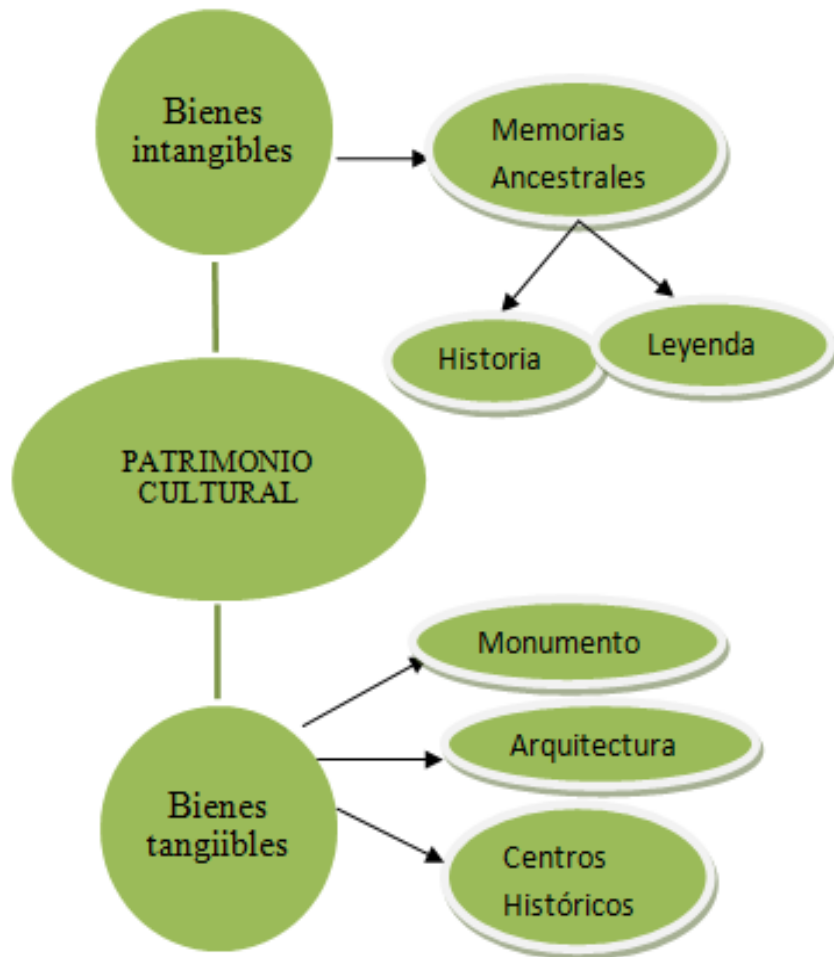 Bienes
intangibles
Memorias
Ancestrales
Historia
Leyenda
PATRIMONIO
CULTURAL
Monumento
Arquitectura
Bienes
tangiibles
Centros
Históricos